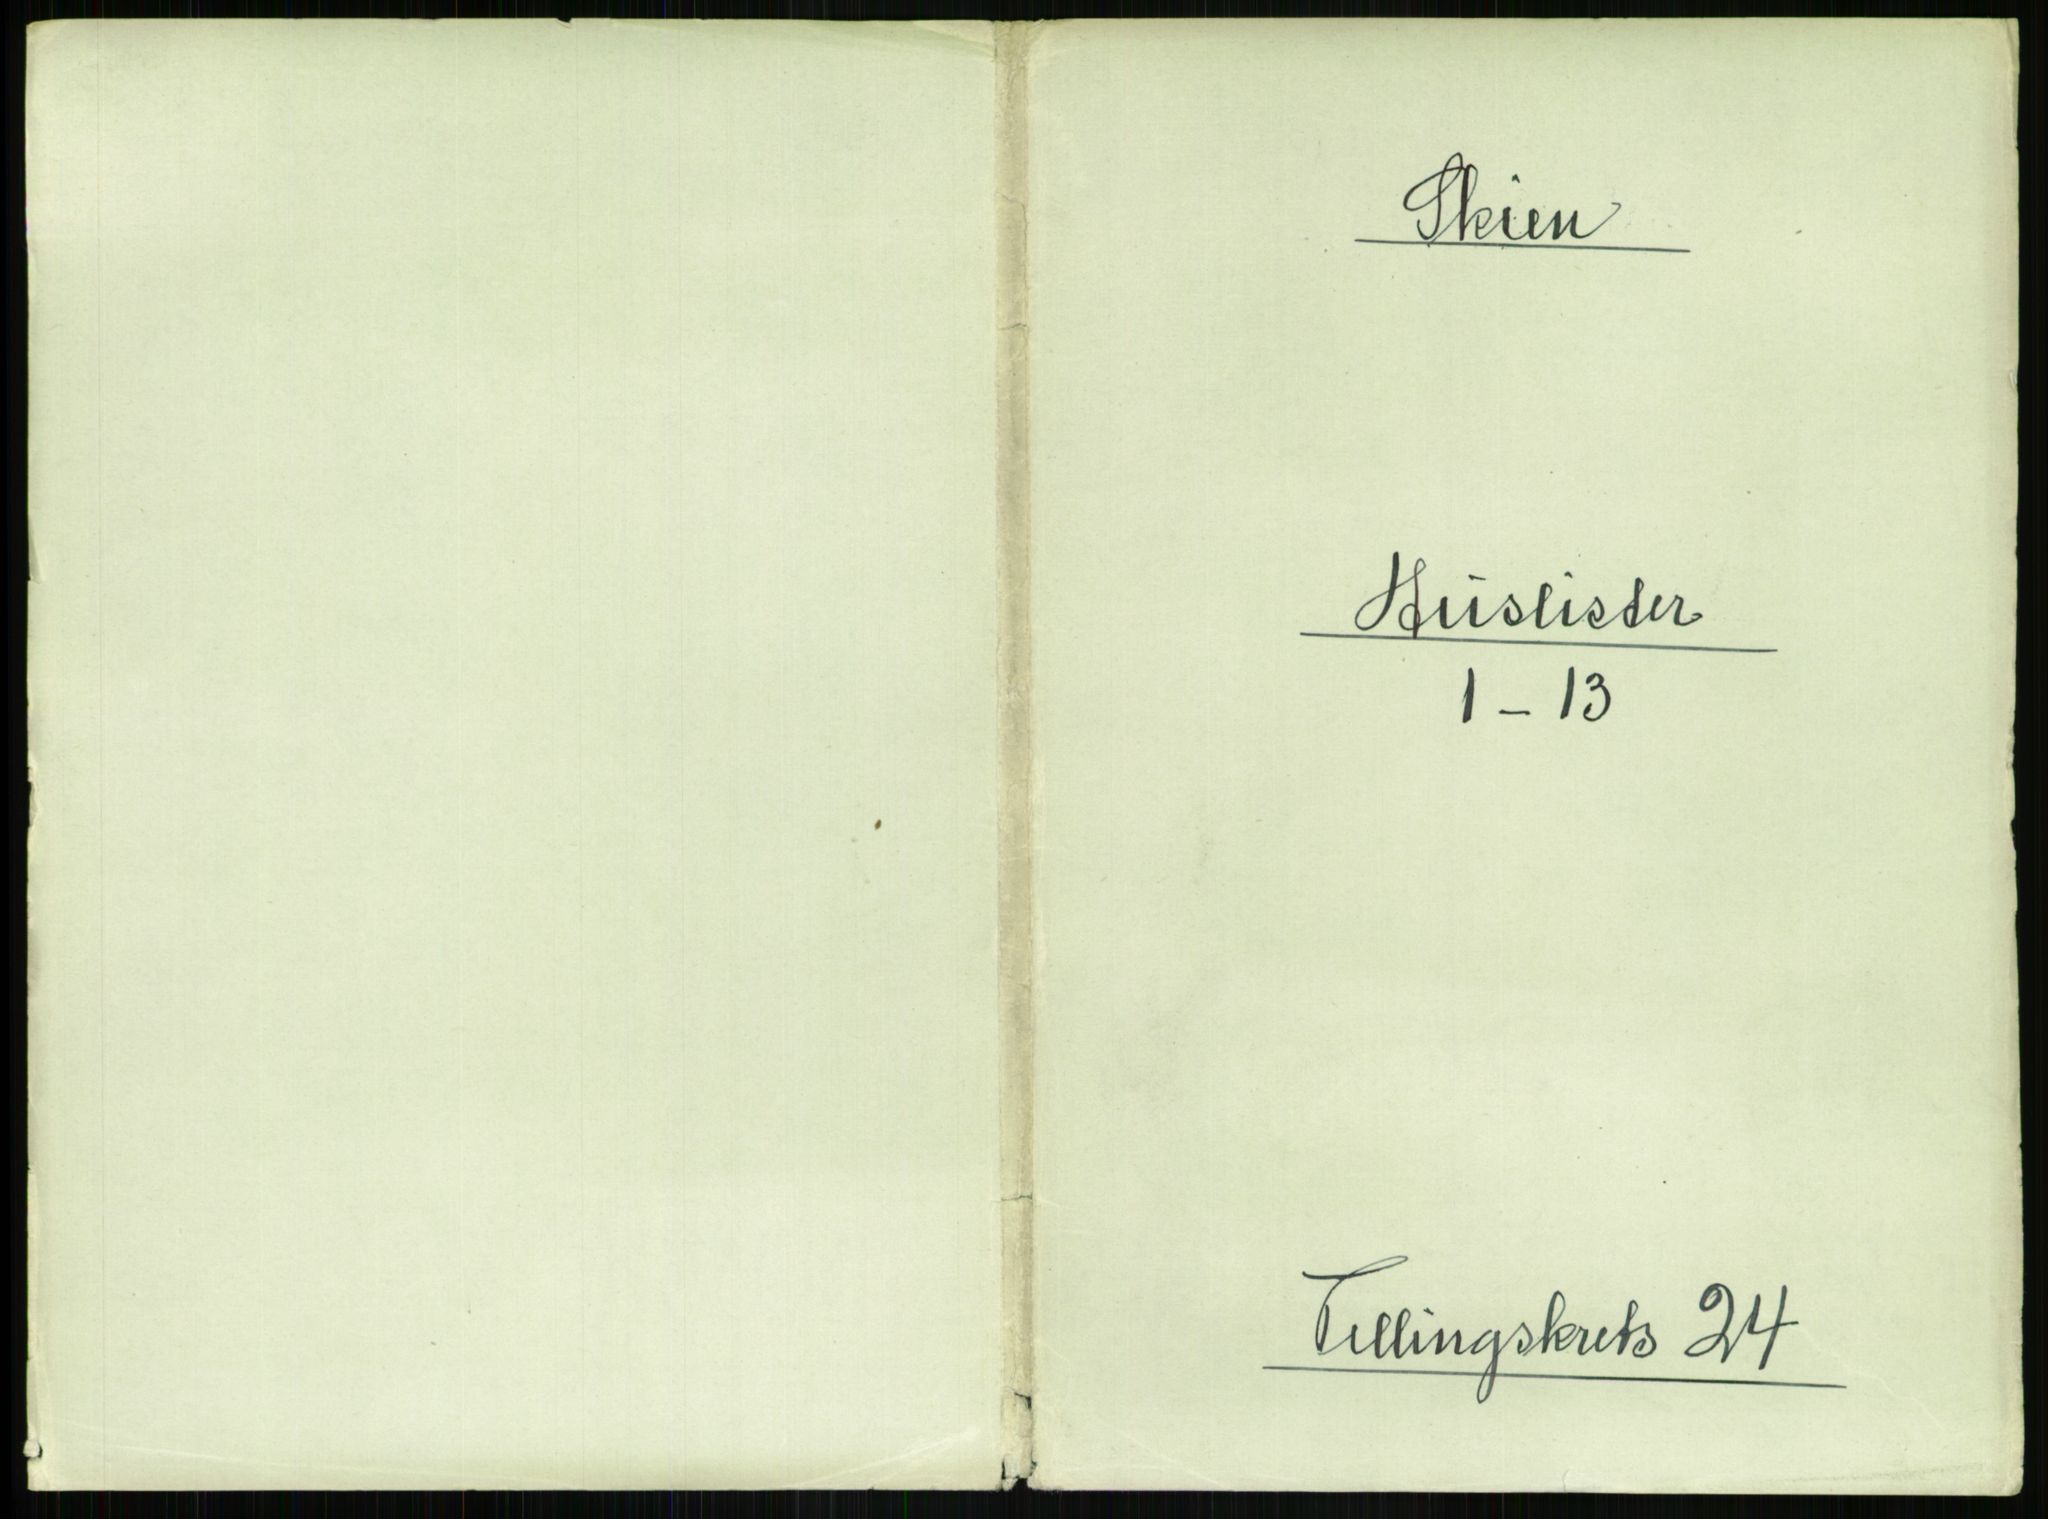 Skien
Huslister
1 - 13
Tellingskrets 24